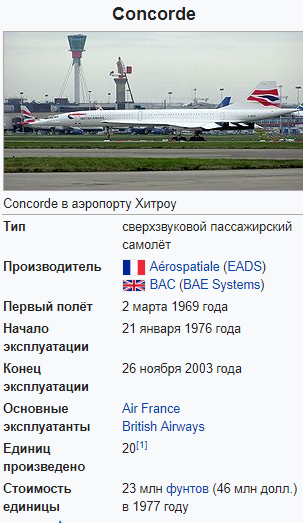 Concorde
Concorde в аэропорту Хитроу
Тип
сверхзвуковой пассажирский
самолёт
Производитель
Aérospatiale (EADS)
BAC (BAE Systems)
Первый полёт
2 марта 1969 года
Начало
эксплуатации
21 января 1976 года
Конец
эксплуатации
26 ноября 2003 года
Основные
эксплуатанты
Air France
British Airways
Единиц
произведено
20[1]
Стоимость
единицы
23 млн фунтов (46 млн долл.)
в 1977 году